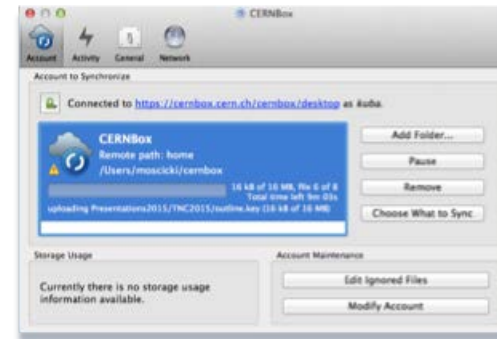 CERNBox
Account Activity General Network
Account to Synchronize
Connected to https://cernbox.cern.ch/cernbox/desktop as kuba.
CERNBox
Remote path: home
/Users/moscicki/cernbox
16 kB of 16 MB, file 6 of 6
Total time left 9m 03s
uploading Presentations2015/TNC2015/outline.key (16 kB of 16 MB)
Add Folder...
Pause
Remove
Choose What to Sync
Storage Usage
Currently there is no storage usage
information available.
Account Maintenance
Edit Ignored Files
Modify Account